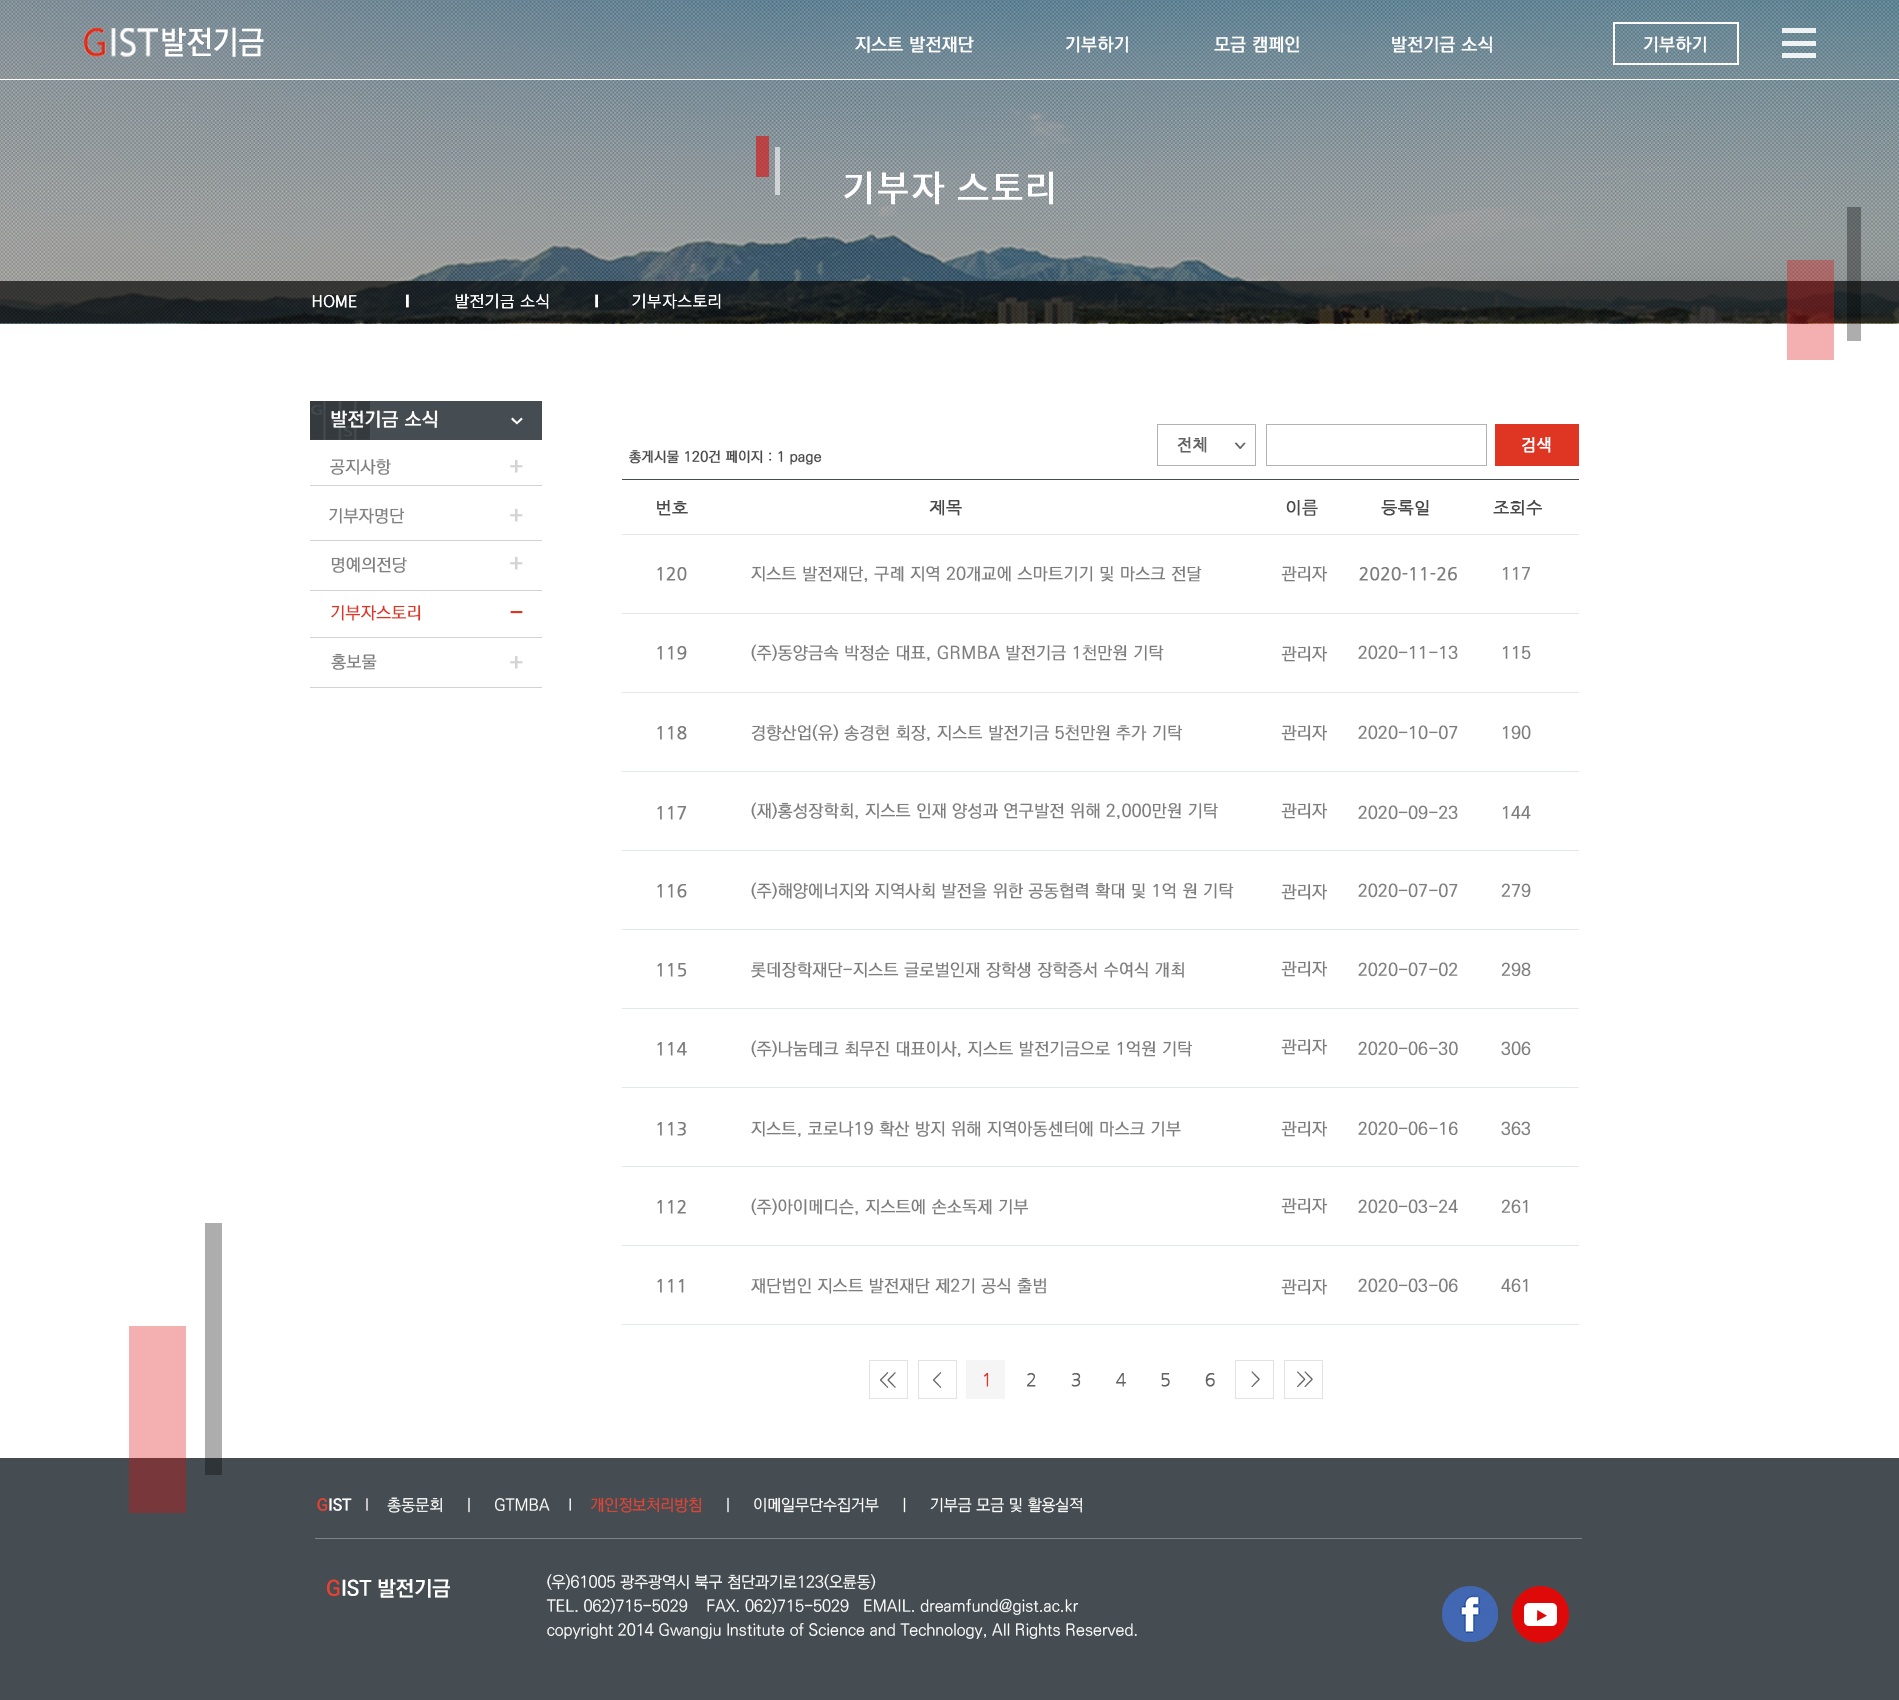 GIST발전기금
지스트 발전재단 기부하기 모금 캠페인 발전기금 소식 기부하기
기부자 스토리
HOME 발전기금 소식 기부자스토리
발전기금 소식
공지사항
기부자명단
명예의전당
기부자스토리
홍보물
총게시물 120건 페이지 : 1 page
전체 검색
번호 제목 이름 등록일 조회수
120 지스트 발전재단, 구례 지역 20개교에 스마트기기 및 마스크 전달 관리자 2020-11-26 117
119 (주)동양금속 박정순 대표, GRMBA 발전기금 1천만원 기탁 관리자 2020-11-13 115
118 경향산업(유) 송경현 회장, 지스트 발전기금 5천만원 추가 기탁 관리자 2020-10-07 190
117 (재)홍성장학회, 지스트 인재 양성과 연구발전 위해 2,000만원 기탁 관리자 2020-09-23 144
116 (주)해양에너지와 지역사회 발전을 위한 공동협력 확대 및 1억 원 기탁 관리자 2020-07-07 279
115 롯데장학재단-지스트 글로벌인재 장학생 장학증서 수여식 개최 관리자 2020-07-02 298
114 (주)나눔테크 최무진 대표이사, 지스트 발전기금으로 1억원 기탁 관리자 2020-06-30 306
113 지스트, 코로나19 확산 방지 위해 지역아동센터에 마스크 기부 관리자 2020-06-16 363
112 (주)아이메디슨, 지스트에 손소독제 기부 관리자 2020-03-24 261
111 재단법인 지스트 발전재단 제2기 공식 출범 관리자 2020-03-06 461
1 2 3 4 5 6
GIST | 총동문회 | GTMBA | 개인정보처리방침 | 이메일무단수집거부 | 기부금 모금 및 활용실적
GIST 발전기금
(우)61005 광주광역시 북구 첨단과기로123(오룡동)
TEL. 062)715-5029 FAX. 062)715-5029 EMAIL. dreamfund@gist.ac.kr
copyright 2014 Gwangju Institute of Science and Technology, All Rights Reserved.